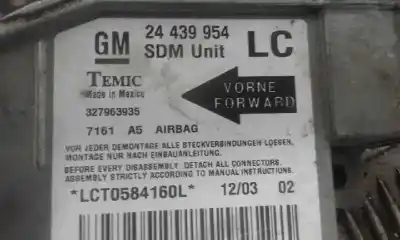 GM 24 439 954 LC
SDM Unit
TEMIC
Made in Mexico
327963935
VORNE
FORWARD
7161 A5 AIRBAG
VOR JEDER DEMONTAGE ALLE STECKVERBINDUNGEN LOESEN,
MONTAGE NUR NACH EINBAUANLEITUNG.
BEFORE EVERY DISASSEMBLY DETACH ALL CONNECTORS.
ASSEMBLY STRICTLY ACCORDING TO MANUAL INSTRUCTIONS.
*LCT0584160L* 12/03 02